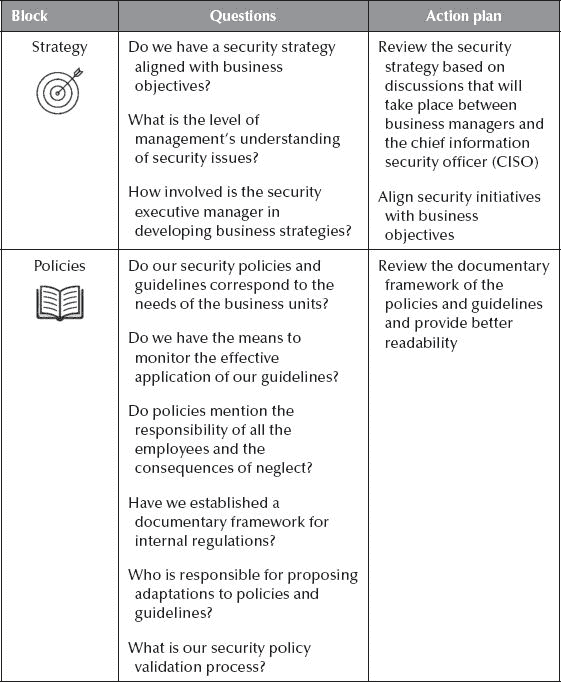 Block Questions Action plan
Strategy
Do we have a security strategy
aligned with business
objectives?
What is the level of
management's understanding
of security issues?
How involved is the security
executive manager in
developing business strategies?
Review the security
strategy based on
discussions that will
take place between
business managers and
the chief information
security officer (CISO)
Align security initiatives
with business
objectives
Policies
Do our security policies and
guidelines correspond to the
needs of the business units?
Do we have the means to
monitor the effective
application of our guidelines?
Do policies mention the
responsibility of all the
employees and the
consequences of neglect?
Have we established a
documentary framework for
internal regulations?
Who is responsible for proposing
adaptations to policies and
guidelines?
What is our security policy
validation process?
Review the documentary
framework of the
policies and guidelines
and provide better
readability